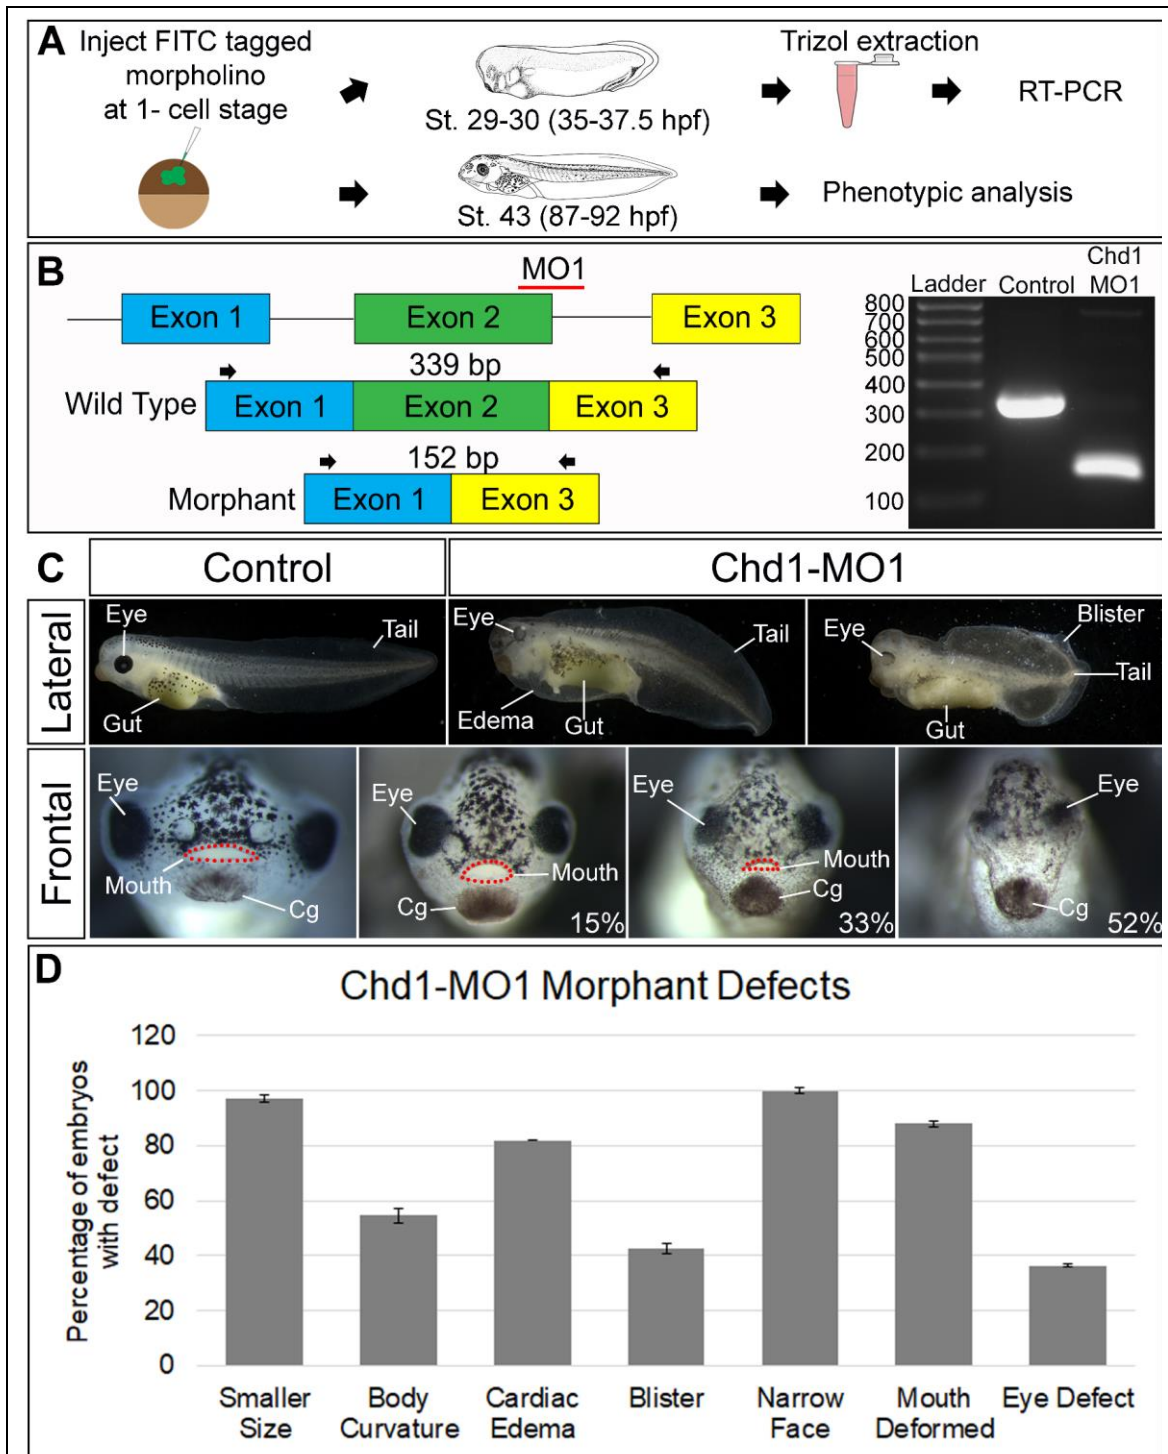 A
Inject FITC tagged
morpholino
at 1- cell stage
St. 29-30 (35-37.5 hpf)
Trizol extraction
RT-PCR
St. 43 (87-92 hpf)
Phenotypic analysis
B
MO1
Exon 1
Exon 2
Exon 3
339 bp
Wild Type
Exon 1
Exon 2
Exon 3
152 bp
Morphant
Exon 1
Exon 3
Chd1
Ladder Control MO1
800
700
600
500
400
300
200
100
C
Control
Chd1-MO1
Lateral
Eye
Tail
Gut
Eye
Tail
Edema
Gut
Eye
Blister
Tail
Gut
Frontal
Eye
Mouth
Cg
Eye
Mouth
Cg
15%
Eye
Mouth
Cg
33%
Eye
Cg
52%
D
Chd1-MO1 Morphant Defects
Percentage of embryos
with defect
120
100
80
60
40
20
0
Smaller
Size
Body
Curvature
Cardiac
Edema
Blister
Narrow
Face
Mouth
Deformed
Eye Defect